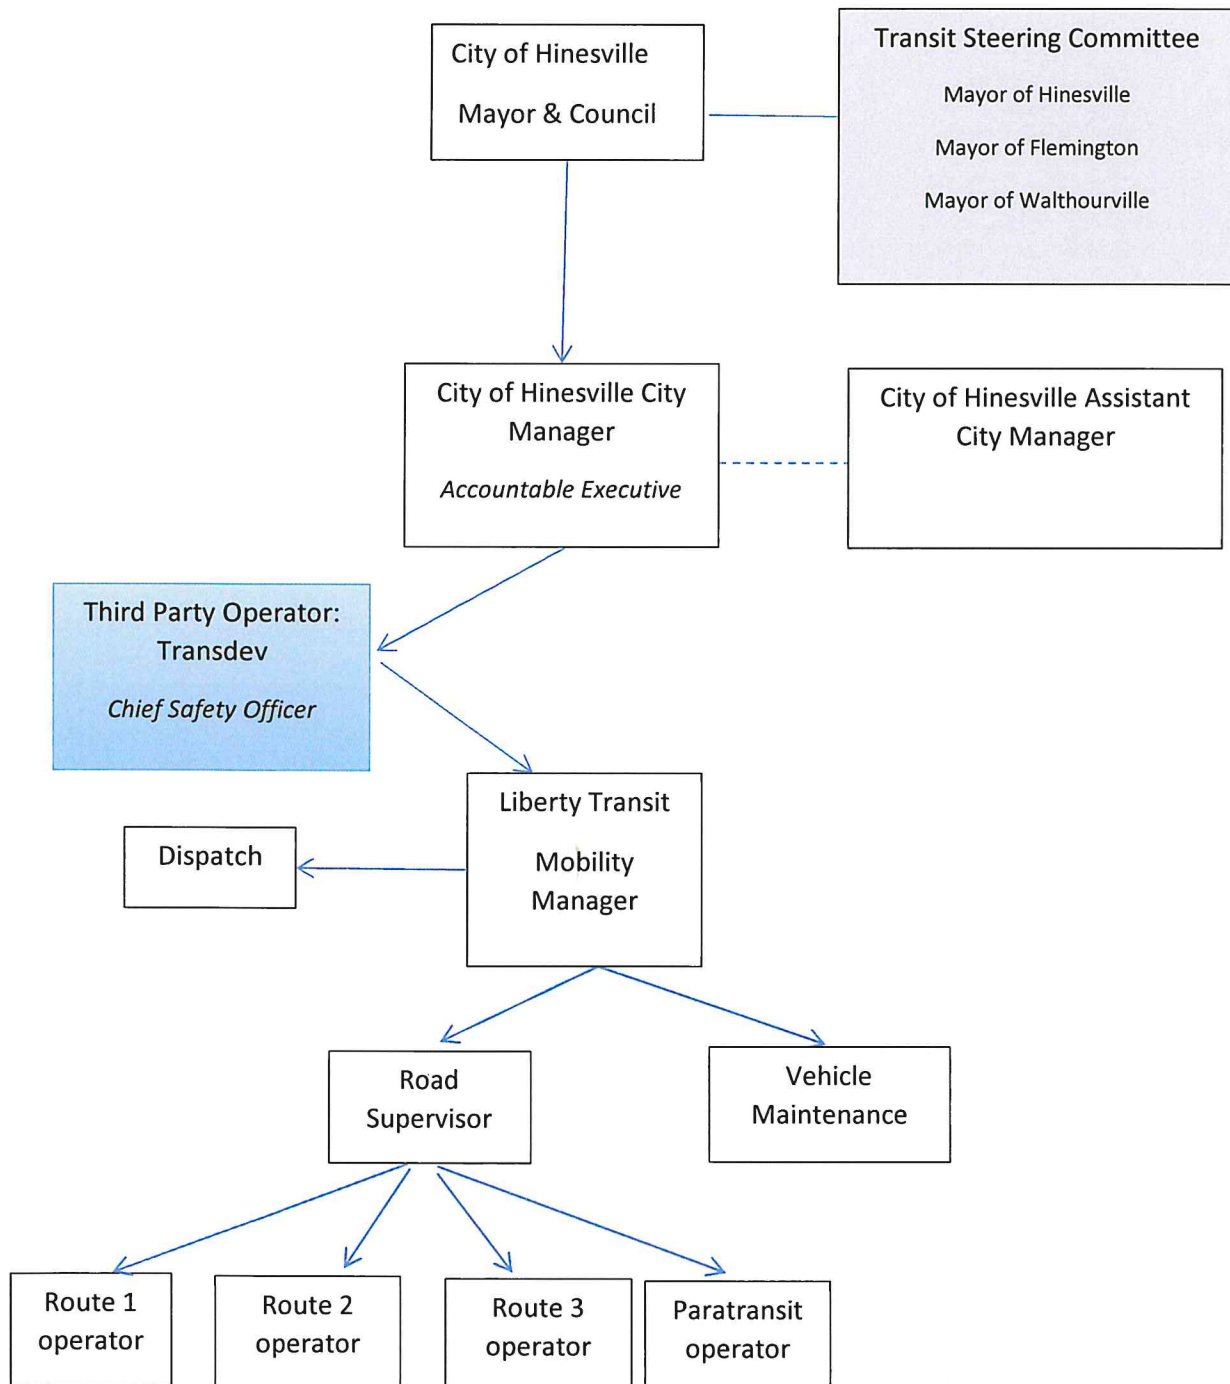 City of Hinesville
Mayor & Council
Transit Steering Committee
Mayor of Hinesville
Mayor of Flemington
Mayor of Walthourville
City of Hinesville City
Manager
Accountable Executive
City of Hinesville Assistant
City Manager
Third Party Operator:
Transdev
Chief Safety Officer
Liberty Transit
Mobility
Manager
Dispatch
Road
Supervisor
Vehicle
Maintenance
Route 1
operator
Route 2
operator
Route 3
operator
Paratransit
operator